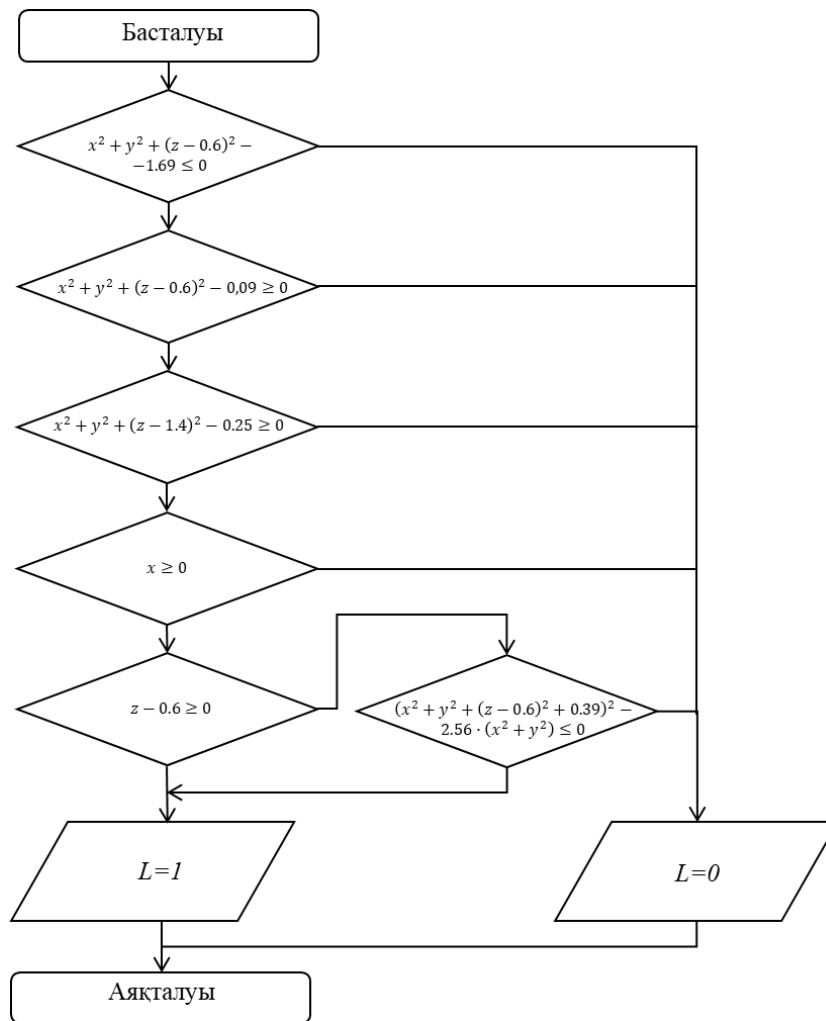 Басталуы
x² + y² + (z − 0.6)² −
−1.69 ≤ 0
x² + y² + (z − 0.6)² − 0,09 ≥ 0
x² + y² + (z − 1.4)² − 0.25 ≥ 0
x ≥ 0
z − 0.6 ≥ 0
(x² + y² + (z − 0.6)² + 0.39)² −
2.56 · (x² + y²) ≤ 0
L=1
L=0
Аяқталуы